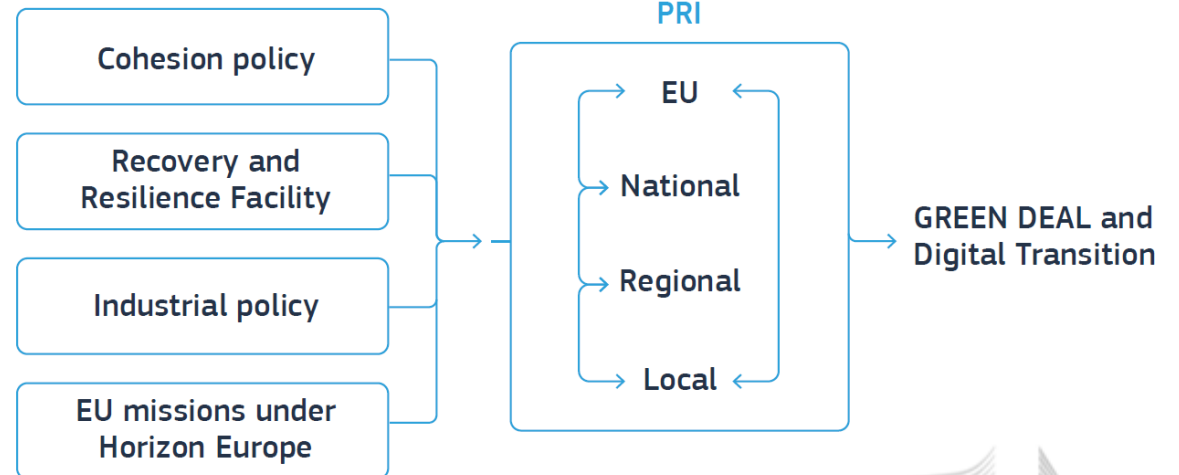 PRI
Cohesion policy
Recovery and
Resilience Facility
Industrial policy
EU missions under
Horizon Europe
EU
National
Regional
Local
GREEN DEAL and
Digital Transition